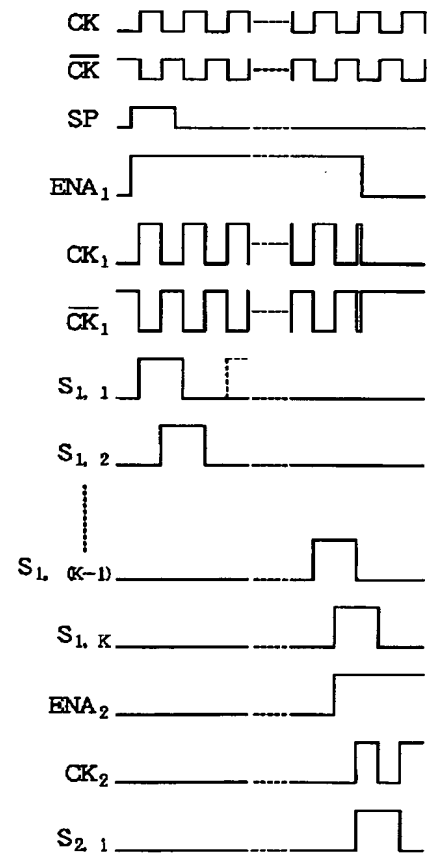 CK
C̅K̅
SP
ENA₁
CK₁
C̅K̅₁
S₁, ₁
S₁, ₂
S₁, ₍K₋₁₎
S₁, K
ENA₂
CK₂
S₂, ₁